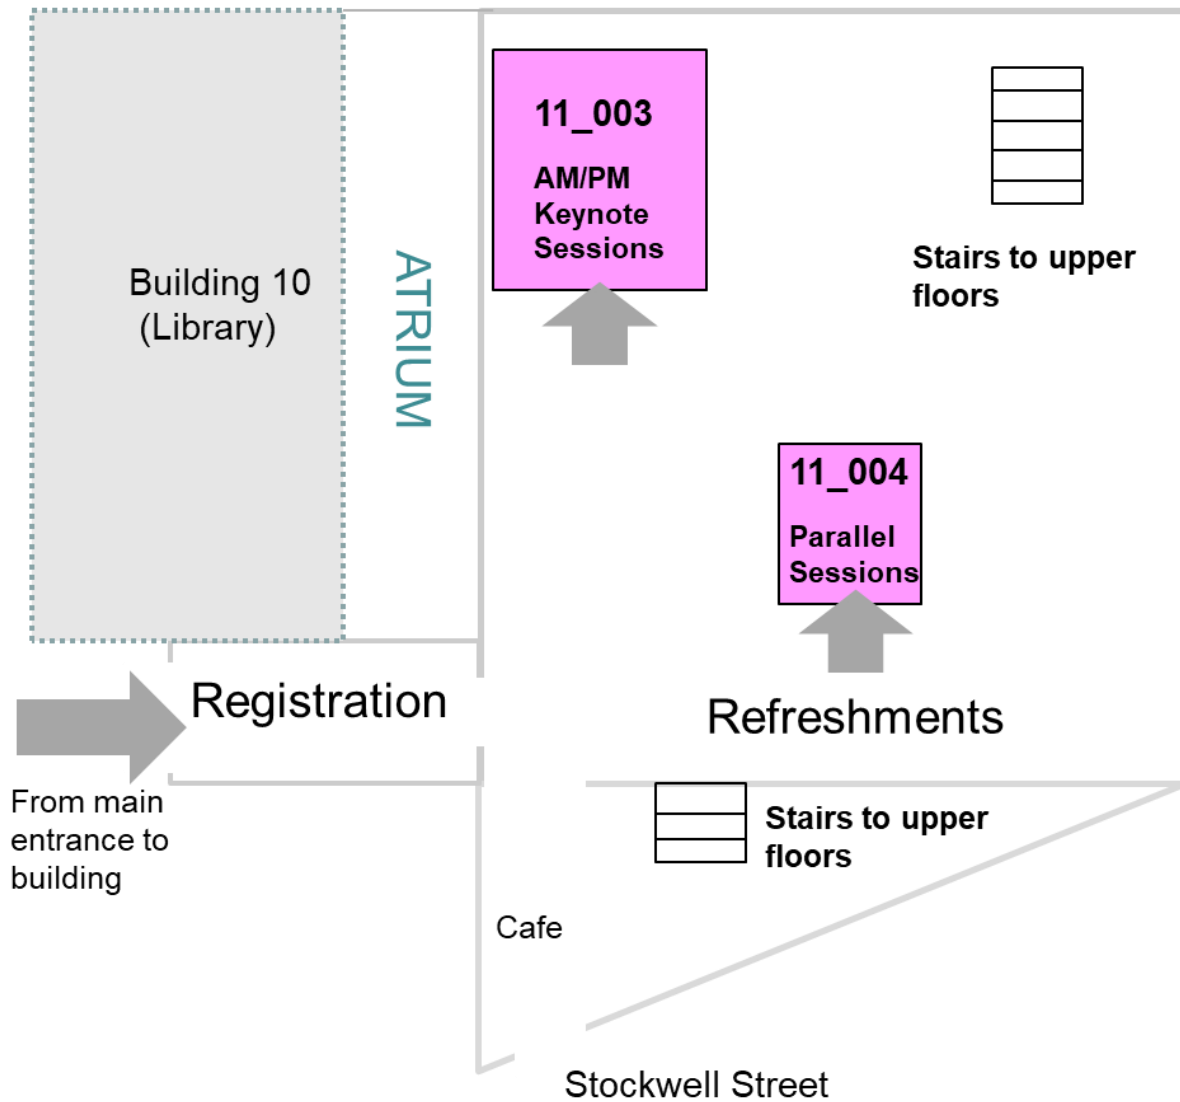 11_003
AM/PM
Keynote
Sessions
Stairs to upper
floors
Building 10
(Library)
ATRIUM
11_004
Parallel
Sessions
Registration
Refreshments
From main
entrance to
building
Stairs to upper
floors
Cafe
Stockwell Street